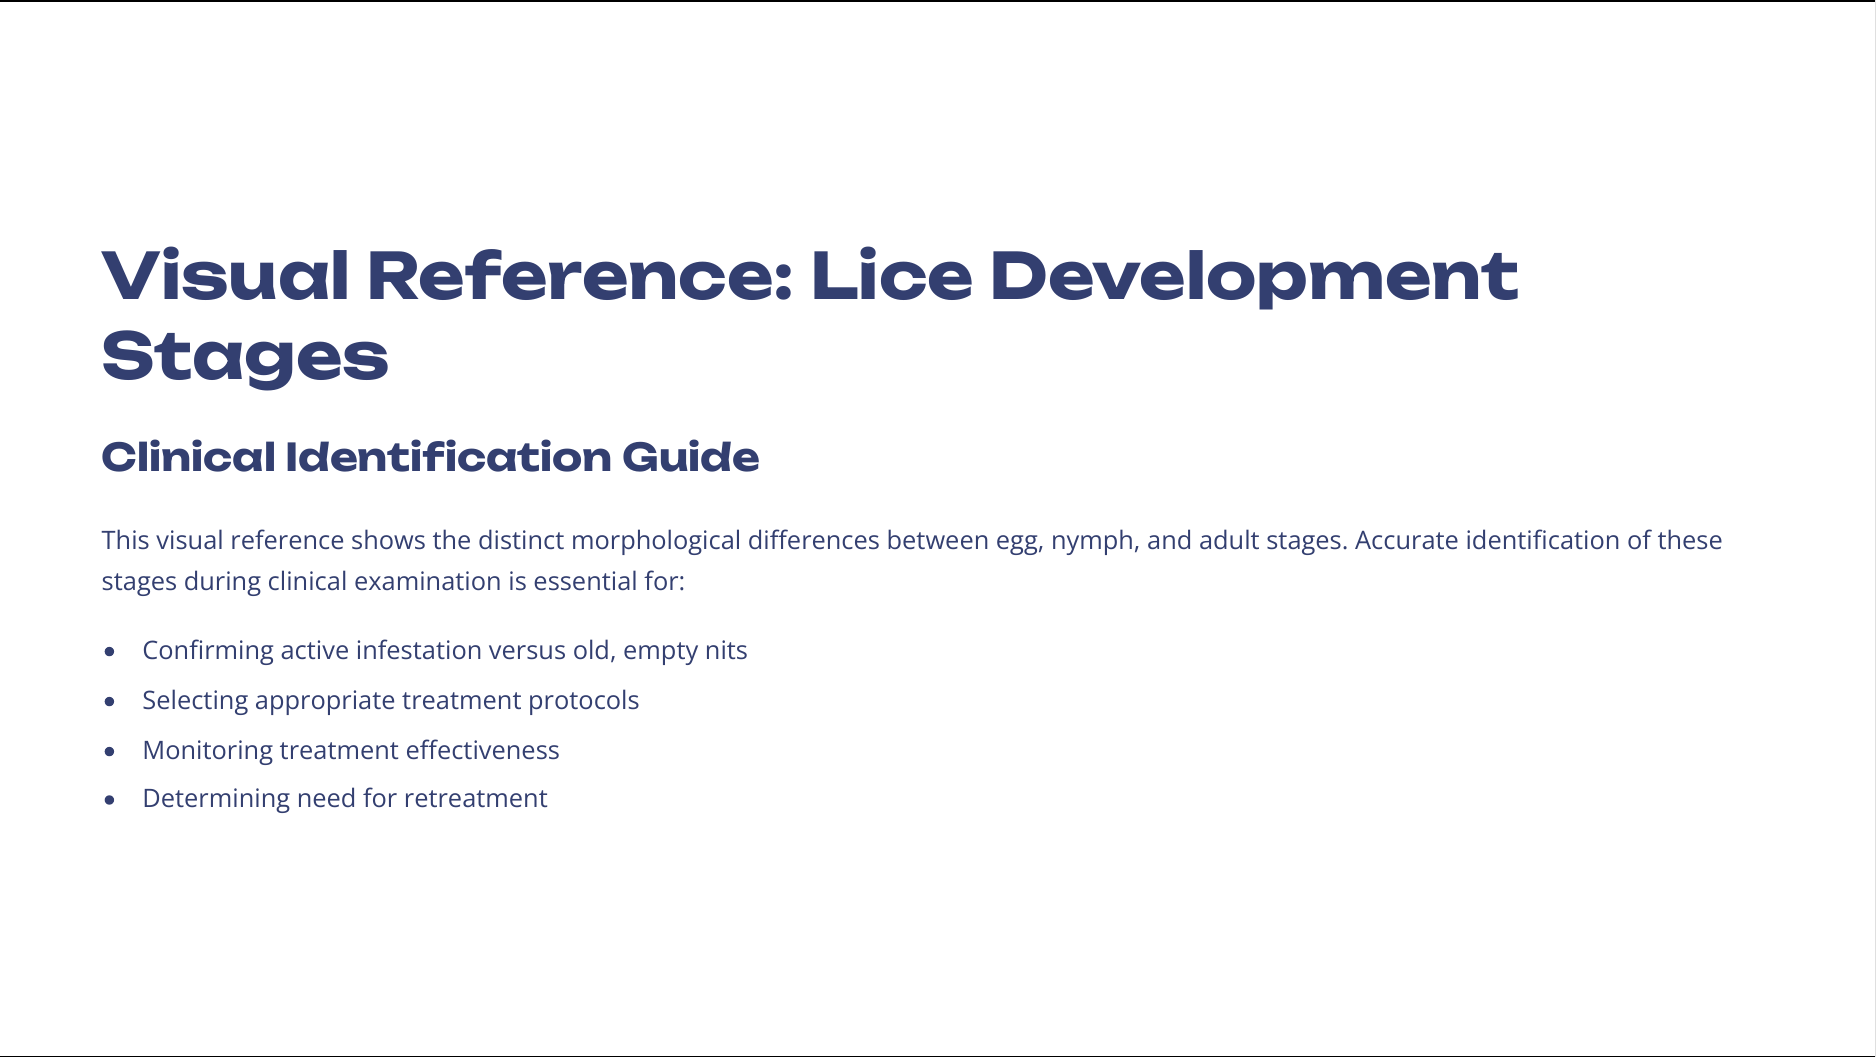 Visual Reference: Lice Development
Stages
Clinical Identification Guide
This visual reference shows the distinct morphological differences between egg, nymph, and adult stages. Accurate identification of these
stages during clinical examination is essential for:
• Confirming active infestation versus old, empty nits
• Selecting appropriate treatment protocols
• Monitoring treatment effectiveness
• Determining need for retreatment